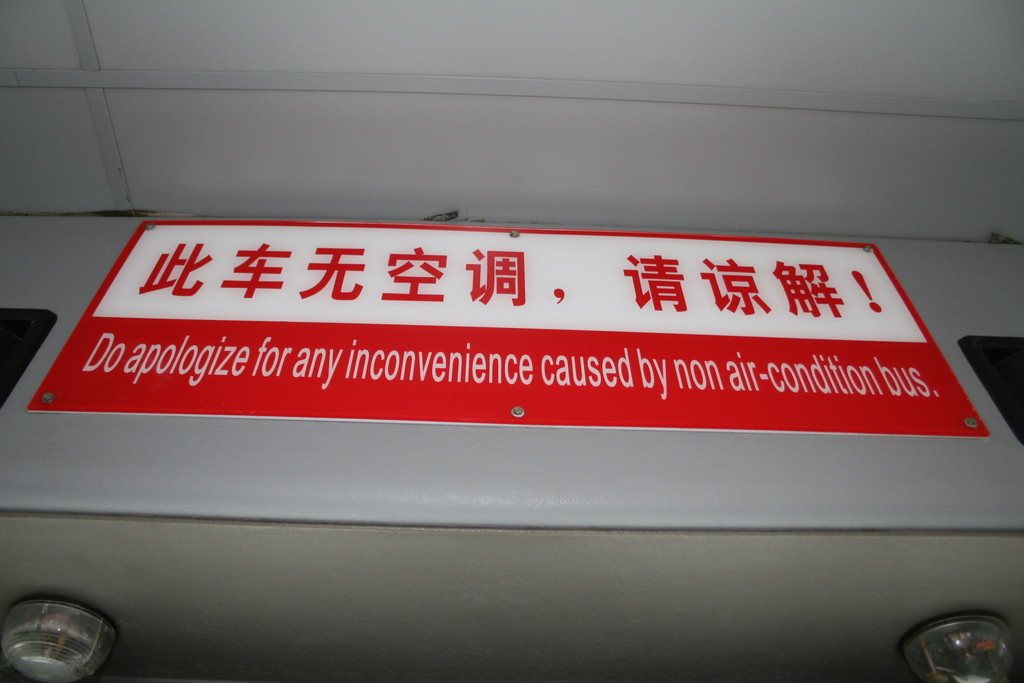 此车无空调，请谅解！
Do apologize for any inconvenience caused by non air-condition bus.